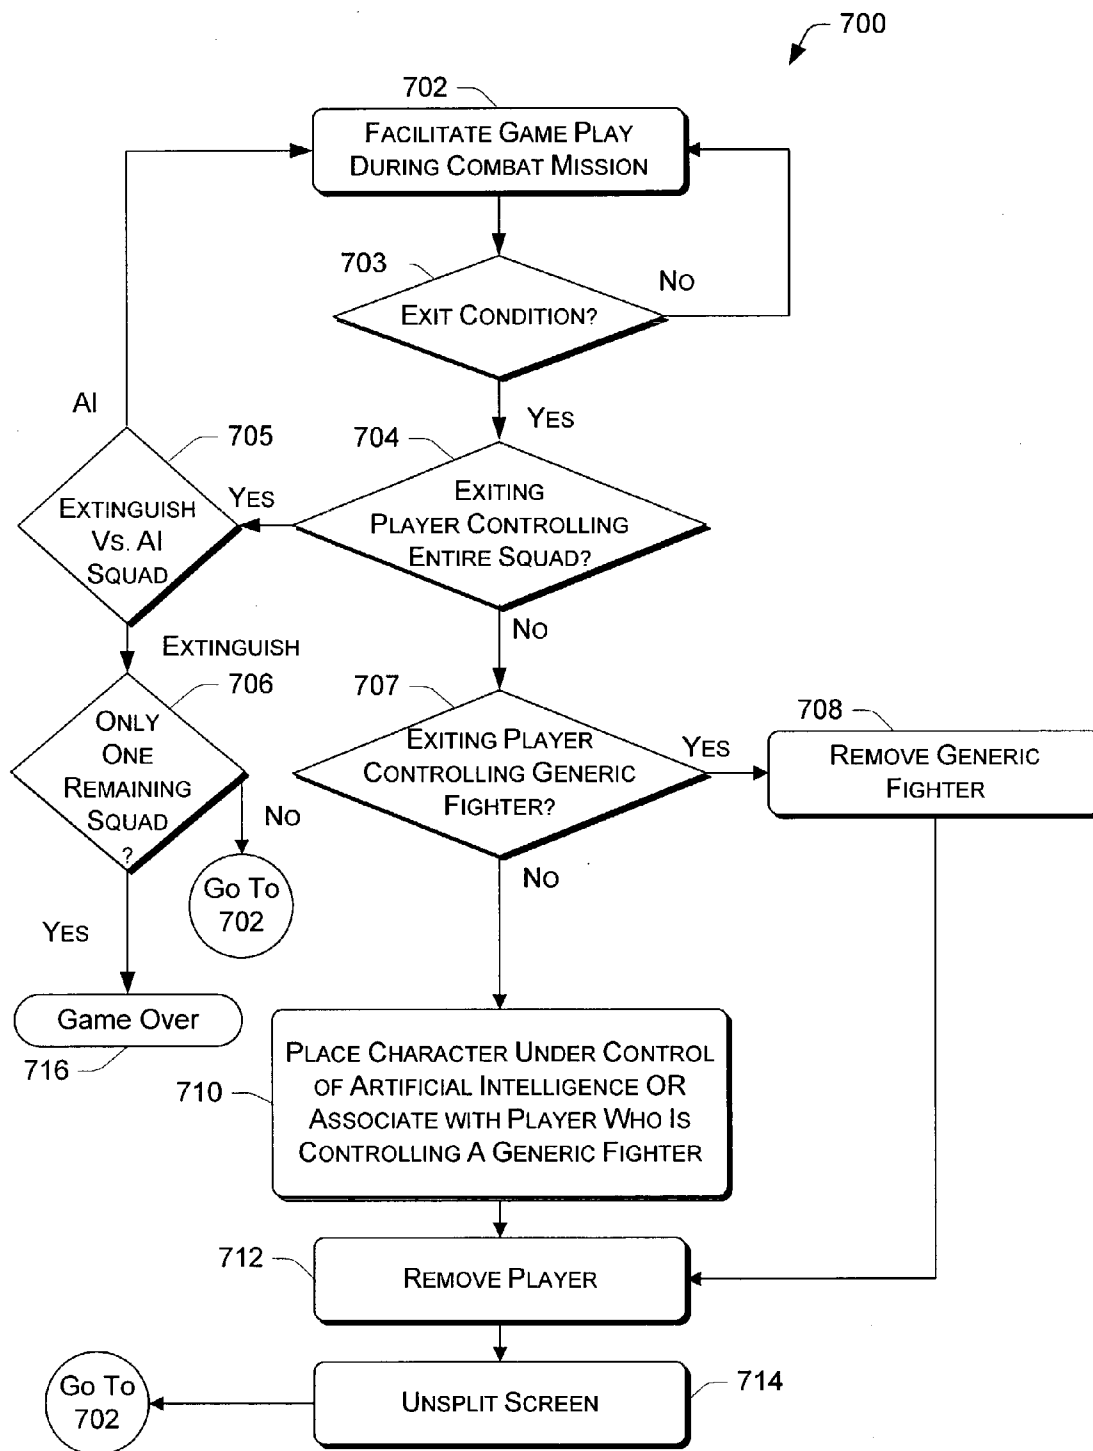 700
702
FACILITATE GAME PLAY
DURING COMBAT MISSION
703
NO
EXIT CONDITION?
AI
YES
705
704
EXTINGUISH
VS. AI
SQUAD
YES
EXITING
PLAYER CONTROLLING
ENTIRE SQUAD?
NO
EXTINGUISH
706
ONLY
ONE
REMAINING
SQUAD
?
NO
Go To
702
YES
Game Over
716
707
EXITING PLAYER
CONTROLLING GENERIC
FIGHTER?
YES
708
REMOVE GENERIC
FIGHTER
NO
710
PLACE CHARACTER UNDER CONTROL
OF ARTIFICIAL INTELLIGENCE OR
ASSOCIATE WITH PLAYER WHO IS
CONTROLLING A GENERIC FIGHTER
712
REMOVE PLAYER
UNSPLIT SCREEN
714
Go To
702